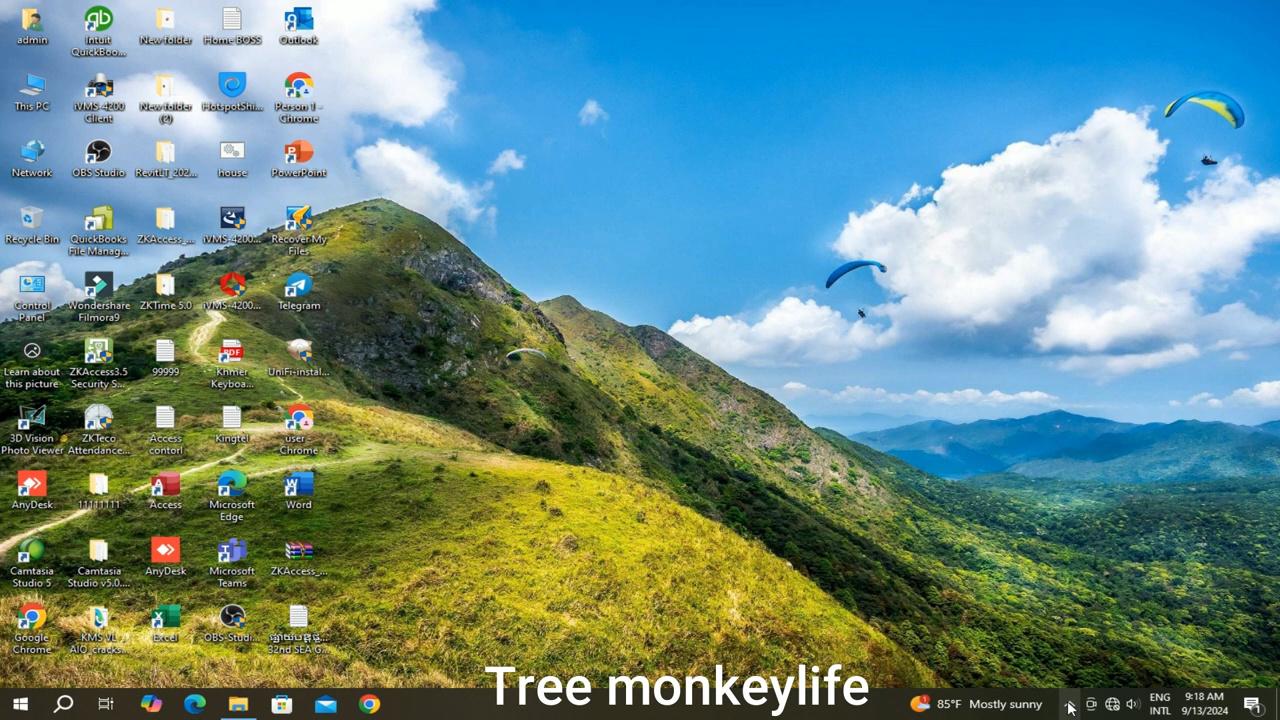 admin
Intuit
QuickBoo...
New folder
Home BOSS
Outlook
This PC
iVMS-4200
Client
New folder
(2)
HotspotShi...
Person 1 -
Chrome
Network
OBS Studio
RevitLT_202...
house
PowerPoint
Recycle Bin
QuickBooks
File Manag...
ZKAccess_...
iVMS-4200...
Recover My
Files
Control
Panel
Wondershare
Filmora9
ZKTime 5.0
iVMS-4200...
Telegram
Learn about
this picture
ZKAccess3.5
Security S...
99999
Khmer
Keyboa...
UniFi-instal...
3D Vision
Photo Viewer
ZKTeco
Attendance...
Access
contorl
Kingtel
user -
Chrome
AnyDesk
11111111
Access
Microsoft
Edge
Word
Camtasia
Studio 5
Camtasia
Studio v5.0....
AnyDesk
Microsoft
Teams
ZKAccess_...
Google
Chrome
KMS VL
AIO_cracks...
Excel
OBS-Studi...
32nd SEA G...
Tree monkeylife
85°F Mostly sunny
ENG
INTL
9:18 AM
9/13/2024
1